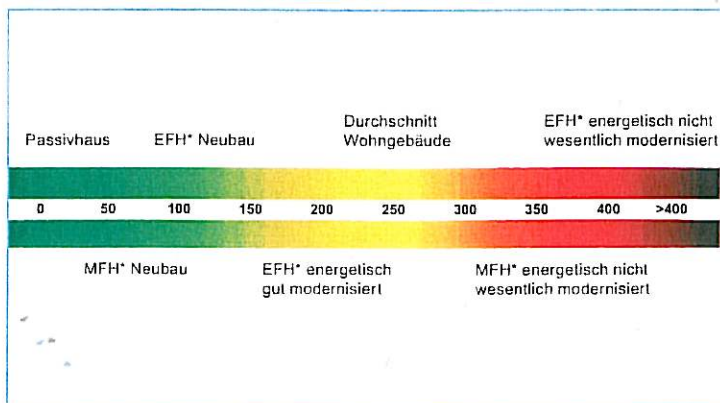 Durchschnitt EFH* energetisch nicht
Passivhaus EFH* Neubau Wohngebäude wesentlich modernisiert
0 50 100 150 200 250 300 350 400 >400
MFH* Neubau EFH* energetisch MFH* energetisch nicht
gut modernisiert wesentlich modernisiert